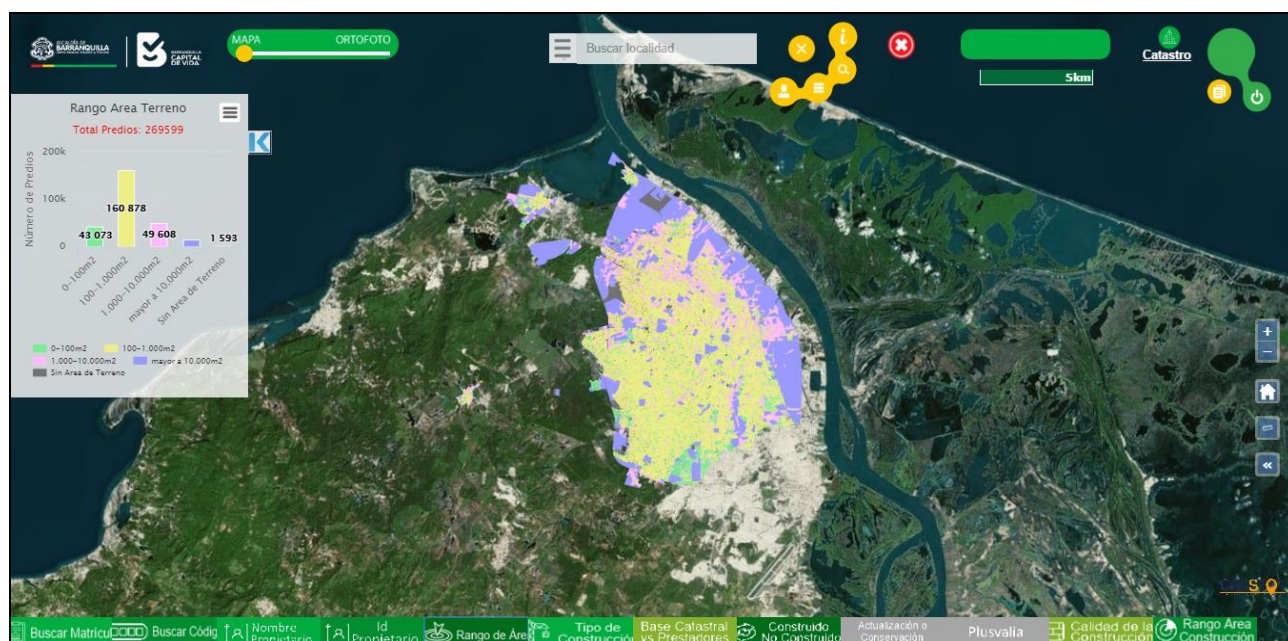 ALCALDÍA DE
BARRANQUILLA
BARRANQUILLA
CAPITAL
DE VIDA
MAPA ORTOFOTO
Buscar localidad
i
Catastro
5km
Rango Area Terreno
Total Predios: 269599
Número de Predios
200k
100k
0
43 073
160 878
49 608
1 593
0-100m2
100-1.000m2
1.000-10.000m2
mayor a 10.000m2
Sin Area de Terreno
0-100m2 100-1.000m2
1.000-10.000m2 mayor a 10.000m2
Sin Area de Terreno
K
+
−
«
Buscar Matricu
Buscar Códig
Nombre
Propietario
Id
Propietario
Rango de Áre
Tipo de
Construcció
Base Catastral
vs Prestadores
Construido
No Construido
Actualización o
Conservación
Plusvalia
Calidad de la
Construcción
Rango Area
Construcción